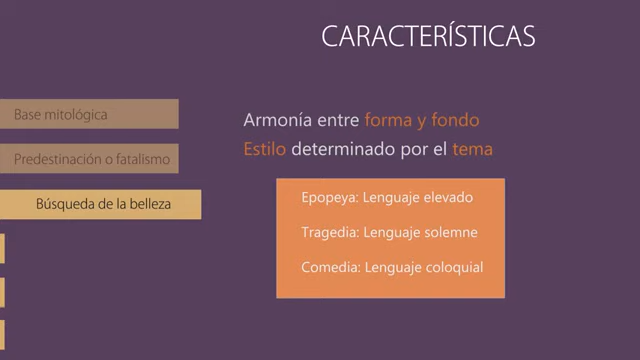 CARACTERÍSTICAS
Base mitológica
Predestinación o fatalismo
Búsqueda de la belleza
Armonía entre forma y fondo
Estilo determinado por el tema
Epopeya: Lenguaje elevado
Tragedia: Lenguaje solemne
Comedia: Lenguaje coloquial